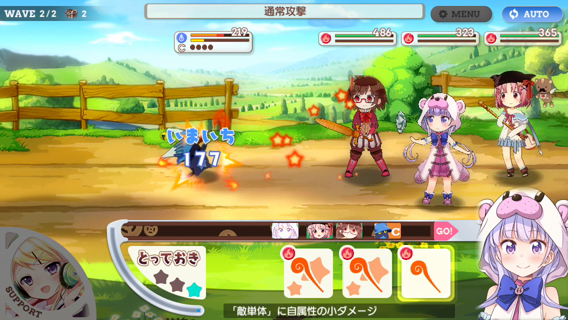 WAVE 2/2 2
通常攻撃
MENU
AUTO
219
C
486
323
365
いまいち
177
C
GO!
とっておき
SUPPORT
「敵単体」に自属性の小ダメージ